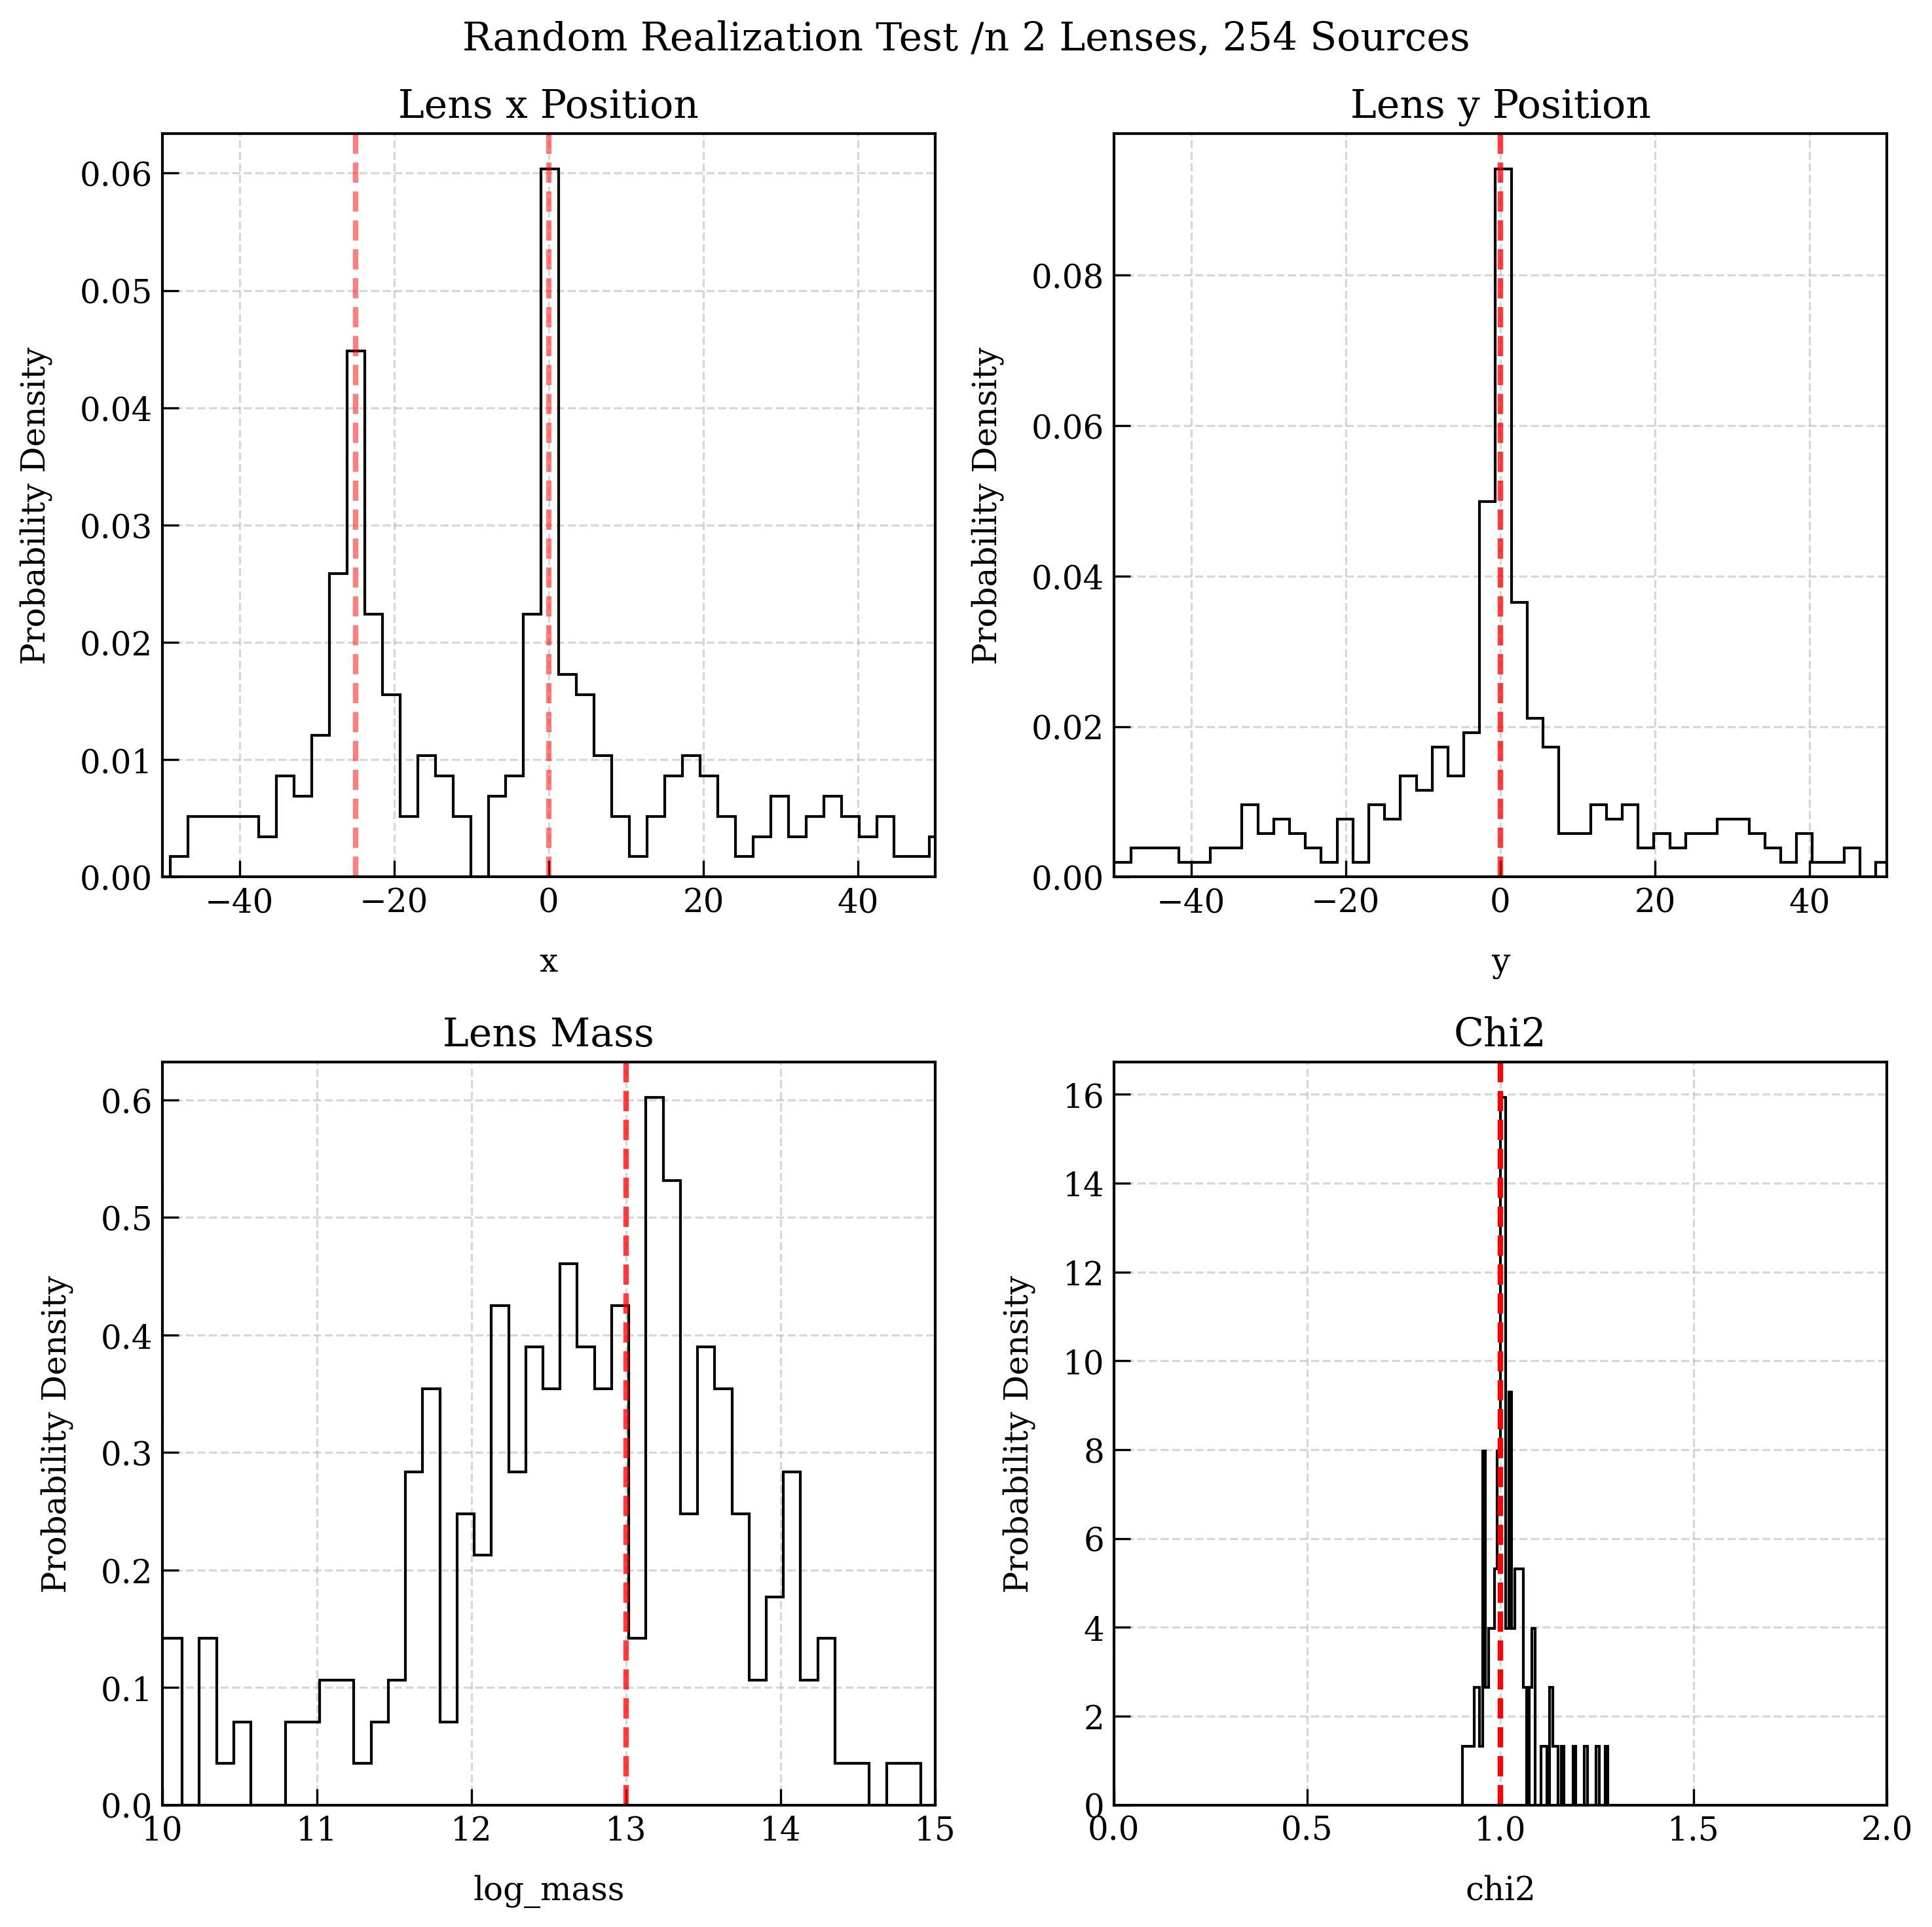 Random Realization Test /n 2 Lenses, 254 Sources
Lens x Position
Probability Density
0.06
0.05
0.04
0.03
0.02
0.01
0.00
−40 −20 0 20 40
x
Lens y Position
Probability Density
0.08
0.06
0.04
0.02
0.00
−40 −20 0 20 40
y
Lens Mass
Probability Density
0.6
0.5
0.4
0.3
0.2
0.1
0.0
10 11 12 13 14 15
log_mass
Chi2
Probability Density
16
14
12
10
8
6
4
2
0
0.0 0.5 1.0 1.5 2.0
chi2